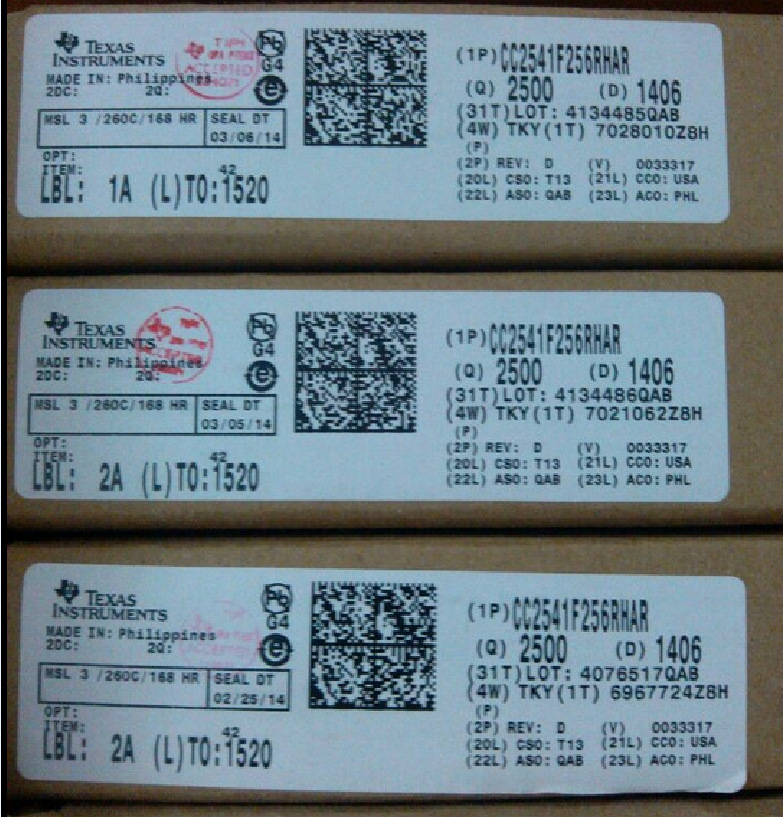 TEXAS
INSTRUMENTS
MADE IN: Philippines
2DC: 2Q:
MSL 3 /260C/168 HR
SEAL DT
03/06/14
OPT:
ITEM:
42
LBL: 1A (L)TO:1520
ACCEPTED
Pb
G4
e
(1P)CC2541F256RHAR
(Q) 2500 (D) 1406
(31T)LOT: 4134485QAB
(4W) TKY(1T) 7028010Z8H
(P)
(2P) REV: D (V) 0033317
(20L) CSO: T13 (21L) CCO: USA
(22L) ASO: QAB (23L) ACO: PHL
TEXAS
INSTRUMENTS
MADE IN: Philippines
2DC: 2Q:
MSL 3 /260C/168 HR
SEAL DT
03/05/14
OPT:
ITEM:
42
LBL: 2A (L)TO:1520
ACCEPTED
Pb
G4
e
(1P)CC2541F256RHAR
(Q) 2500 (D) 1406
(31T)LOT: 4134486QAB
(4W) TKY(1T) 7021062Z8H
(P)
(2P) REV: D (V) 0033317
(20L) CSO: T13 (21L) CCO: USA
(22L) ASO: QAB (23L) ACO: PHL
TEXAS
INSTRUMENTS
MADE IN: Philippines
2DC: 2Q:
MSL 3 /260C/168 HR
SEAL DT
02/25/14
OPT:
ITEM:
42
LBL: 2A (L)TO:1520
ACCEPTED
Pb
G4
e
(1P)CC2541F256RHAR
(Q) 2500 (D) 1406
(31T)LOT: 4076517QAB
(4W) TKY(1T) 6967724Z8H
(P)
(2P) REV: D (V) 0033317
(20L) CSO: T13 (21L) CCO: USA
(22L) ASO: QAB (23L) ACO: PHL